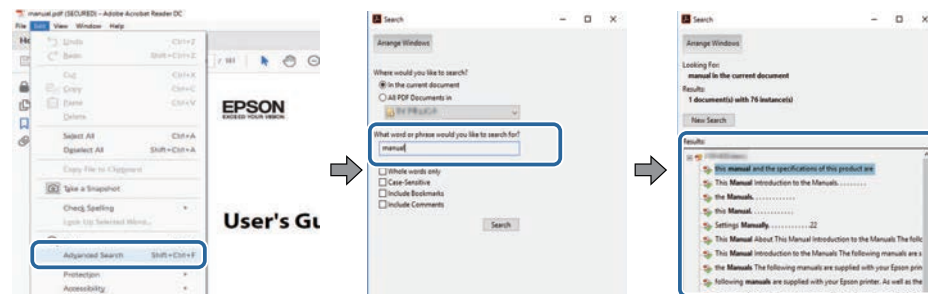 manual.pdf (SECURED) - Adobe Acrobat Reader DC
File Edit View Window Help
Undo Ctrl+Z
Redo Shift+Ctrl+Z
Cut Ctrl+X
Copy Ctrl+C
Paste Ctrl+V
Delete
Select All Ctrl+A
Deselect All Shift+Ctrl+A
Copy File to Clipboard
Take a Snapshot
Check Spelling
Look Up Selected Word...
Advanced Search Shift+Ctrl+F
Protection
Accessibility
EPSON
EXCEED YOUR VISION
User's Gu
Search
Arrange Windows
Where would you like to search?
In the current document
All PDF Documents in
What word or phrase would you like to search for?
manual
Whole words only
Case-Sensitive
Include Bookmarks
Include Comments
Search
Search
Arrange Windows
Looking For:
manual in the current document
Results:
1 document(s) with 76 instance(s)
New Search
Results:
this manual and the specifications of this product are
This Manual Introduction to the Manuals. . . . . . . . .
the Manuals. . . . . . . . . . . .
this Manual. . . . . . . . . . . . .
Settings Manually. . . . . . . . . . . .22
This Manual About This Manual Introduction to the Manuals The follc
This Manual Introduction to the Manuals The following manuals are s
the Manuals The following manuals are supplied with your Epson prin
following manuals are supplied with your Epson printer. As well as the